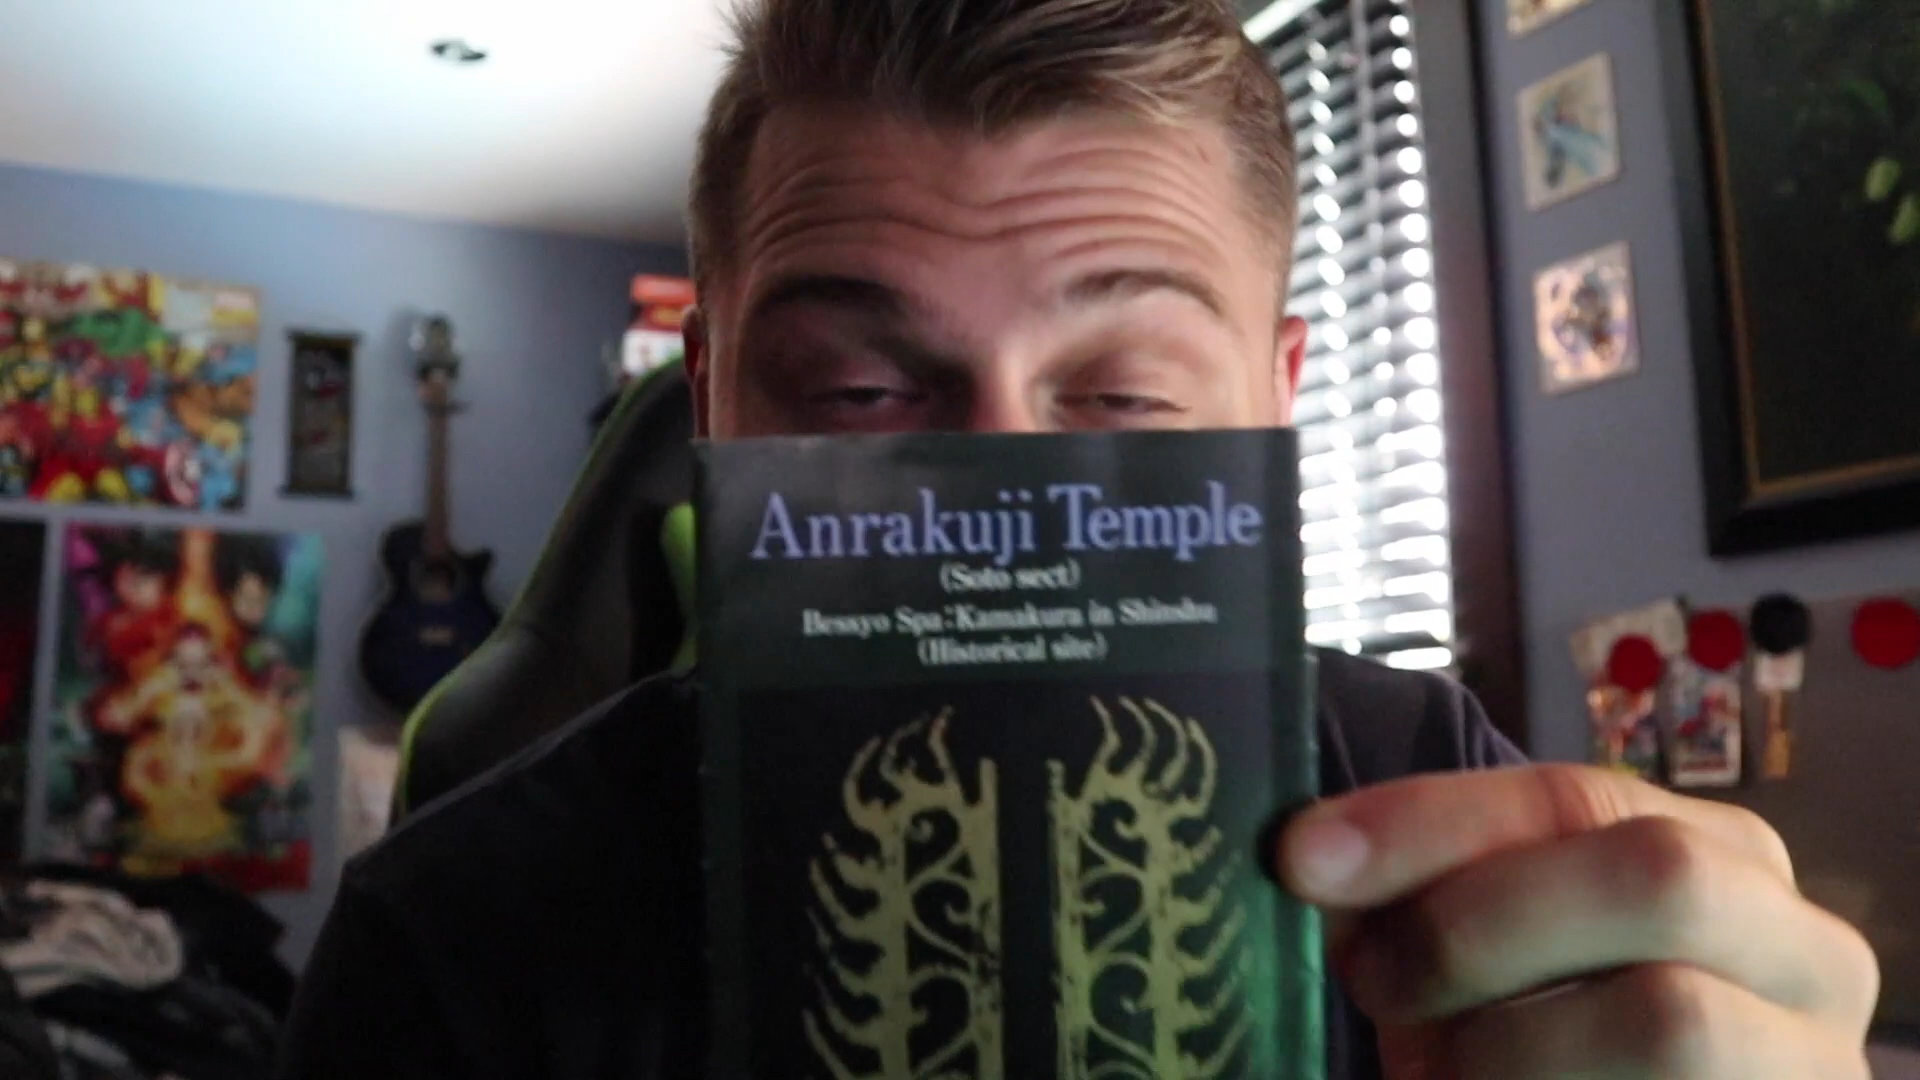 Anrakuji Temple
(Soto sect)
Bessyo Spa:Kamakura in Shinshu
(Historical site)